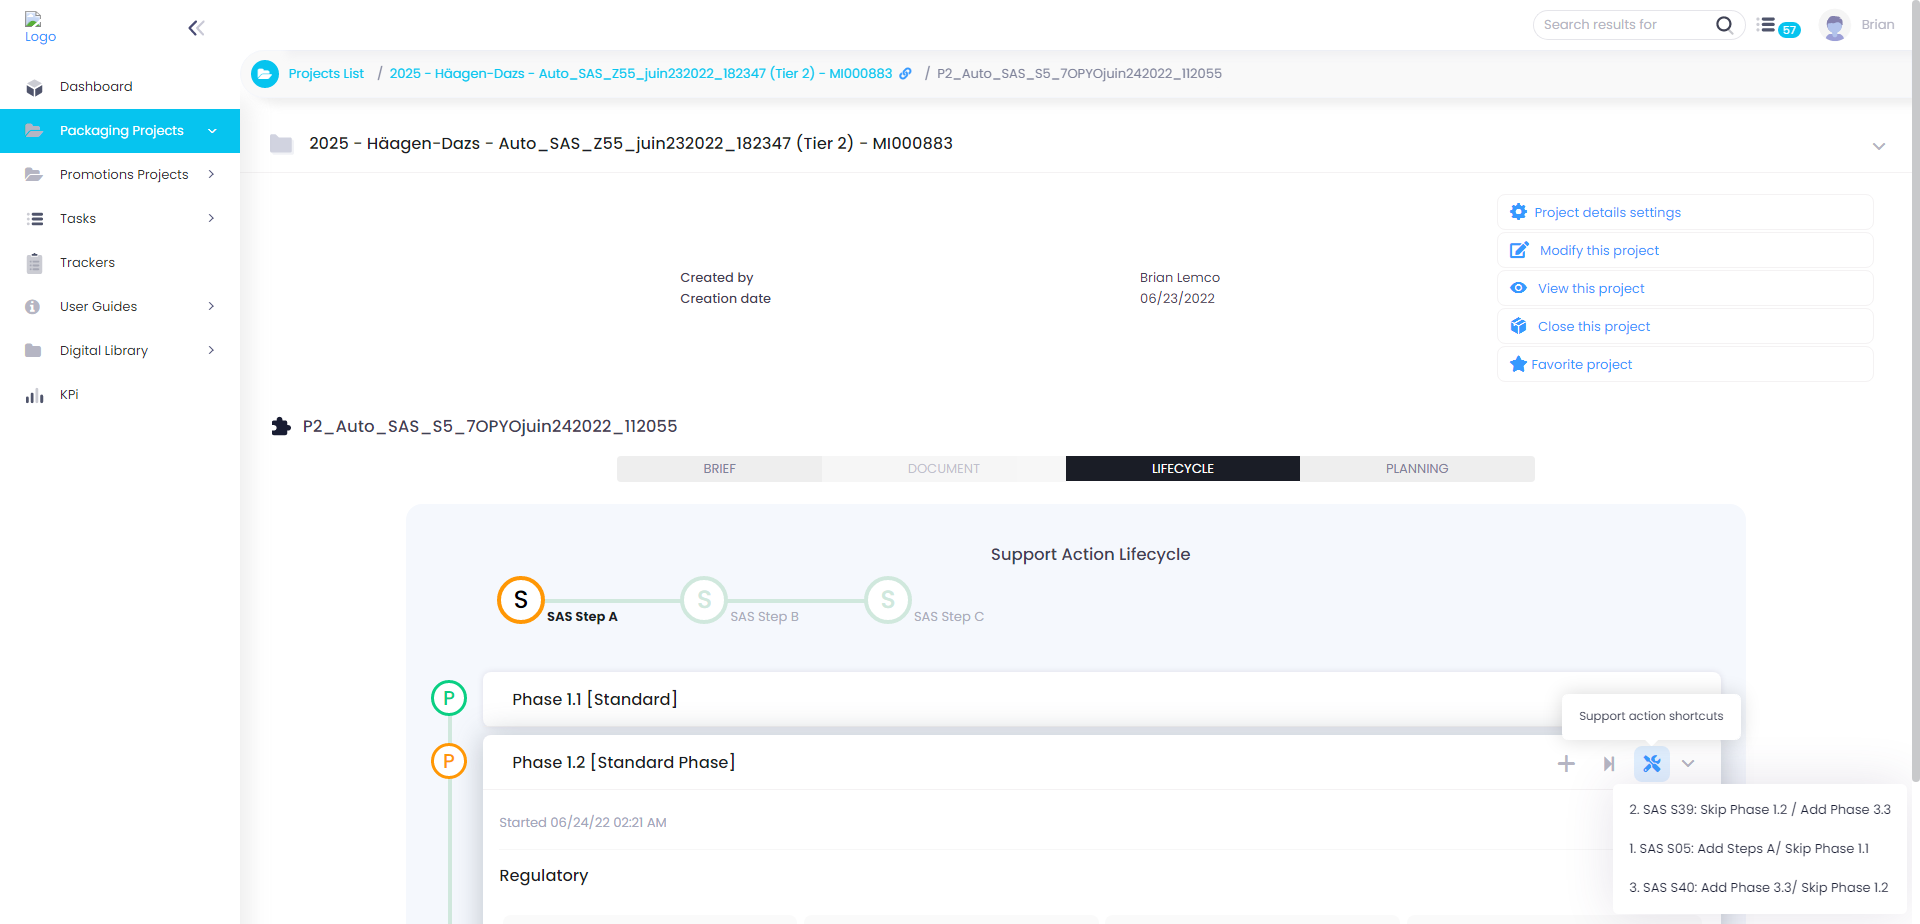 Logo
Search results for
57
Brian
Dashboard
Packaging Projects
Promotions Projects
Tasks
Trackers
User Guides
Digital Library
KPi
Projects List / 2025 - Häagen-Dazs - Auto_SAS_Z55_juin232022_182347 (Tier 2) - MI000883 / P2_Auto_SAS_S5_7OPYOjuin242022_112055
2025 - Häagen-Dazs - Auto_SAS_Z55_juin232022_182347 (Tier 2) - MI000883
Created by Brian Lemco
Creation date 06/23/2022
Project details settings
Modify this project
View this project
Close this project
Favorite project
P2_Auto_SAS_S5_7OPYOjuin242022_112055
BRIEF DOCUMENT LIFECYCLE PLANNING
Support Action Lifecycle
S SAS Step A S SAS Step B S SAS Step C
P Phase 1.1 [Standard]
Support action shortcuts
P Phase 1.2 [Standard Phase]
2. SAS S39: Skip Phase 1.2 / Add Phase 3.3
1. SAS S05: Add Steps A/ Skip Phase 1.1
3. SAS S40: Add Phase 3.3/ Skip Phase 1.2
Started 06/24/22 02:21 AM
Regulatory